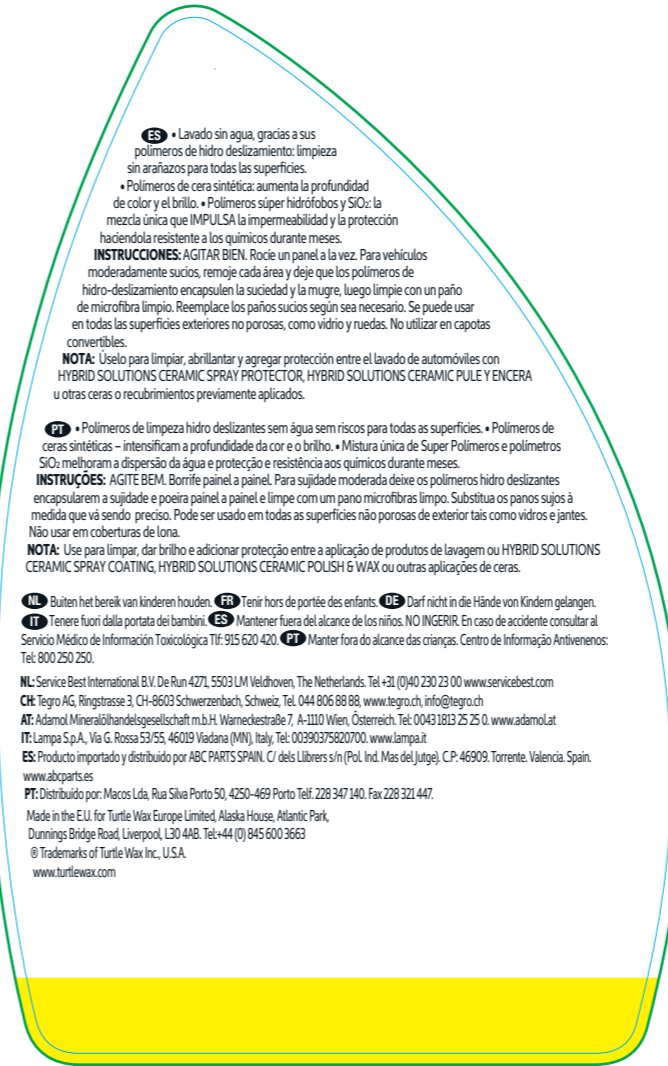 ES • Lavado sin agua, gracias a sus
polimeros de hidro deslizamiento: limpieza
sin arañazos para todas las superficies.
• Polímeros de cera sintética: aumenta la profundidad
de color y el brillo. • Polímeros súper hidrófobos y SiO₂: la
mezcla única que IMPULSA la impermeabilidad y la protección
haciendola resistente a los químicos durante meses.
INSTRUCCIONES: AGITAR BIEN. Rocíe un panel a la vez. Para vehículos
moderadamente sucios, remoje cada área y deje que los polímeros de
hidro-deslizamiento encapsulen la suciedad y la mugre, luego limpie con un paño
de microfibra limpio. Reemplace los paños sucios según sea necesario. Se puede usar
en todas las superficies exteriores no porosas, como vidrio y ruedas. No utilizar en capotas
convertibles.
NOTA: Úselo para limpiar, abrillantar y agregar protección entre el lavado de automóviles con
HYBRID SOLUTIONS CERAMIC SPRAY PROTECTOR, HYBRID SOLUTIONS CERAMIC PULE Y ENCERA
u otras ceras o recubrimientos previamente aplicados.
PT • Polímeros de limpeza hidro deslizantes sem água sem riscos para todas as superfícies. • Polímeros de
ceras sintéticas – intensificam a profundidade da cor e o brilho. • Mistura única de Super Polímeros e polímetros
SiO₂ melhoram a dispersão da água e protecção e resistência aos químicos durante meses.
INSTRUÇÕES: AGITE BEM. Borrife painel a painel. Para sujidade moderada deixe os polímeros hidro deslizantes
encapsularem a sujidade e poeira painel a painel e limpe com um pano microfibras limpo. Substitua os panos sujos à
medida que vá sendo preciso. Pode ser usado em todas as superfícies não porosas de exterior tais como vidros e jantes.
Não usar em coberturas de lona.
NOTA: Use para limpar, dar brilho e adicionar protecção entre a aplicação de produtos de lavagem ou HYBRID SOLUTIONS
CERAMIC SPRAY COATING, HYBRID SOLUTIONS CERAMIC POLISH & WAX ou outras aplicações de ceras.
NL Buiten het bereik van kinderen houden. FR Tenir hors de portée des enfants. DE Darf nicht in die Hände von Kindern gelangen.
IT Tenere fuori dalla portata dei bambini. ES Mantener fuera del alcance de los niños. NO INGERIR. En caso de accidente consultar al
Servicio Médico de Información Toxicológica Tlf: 915 620 420. PT Manter fora do alcance das crianças. Centro de Informação Antivenenos:
Tel: 800 250 250.
NL: Service Best International B.V. De Run 4271, 5503 LM Veldhoven, The Netherlands. Tel +31 (0)40 230 23 00 www.servicebest.com
CH: Tegro AG, Ringstrasse 3, CH-8603 Schwerzenbach, Schweiz, Tel. 044 806 88 88, www.tegro.ch, info@tegro.ch
AT: Adamol Mineralölhandelsgesellschaft m.b.H. Warneckestraße 7, A-1110 Wien, Österreich. Tel: 0043 1813 25 25 0. www.adamol.at
IT: Lampa S.p.A., Via G. Rossa 53/55, 46019 Viadana (MN), Italy, Tel: 00390375820700. www.lampa.it
ES: Producto importado y distribuido por ABC PARTS SPAIN. C/ dels Llibrers s/n (Pol. Ind. Mas del Jutge). C.P: 46909. Torrente. Valencia. Spain.
www.abcparts.es
PT: Distribuido por: Macos Lda, Rua Silva Porto 50, 4250-469 Porto Telf. 228 347 140. Fax 228 321 447.
Made in the E.U. for Turtle Wax Europe Limited, Alaska House, Atlantic Park,
Dunnings Bridge Road, Liverpool, L30 4AB. Tel:+44 (0) 845 600 3663
® Trademarks of Turtle Wax Inc., U.S.A.
www.turtlewax.com